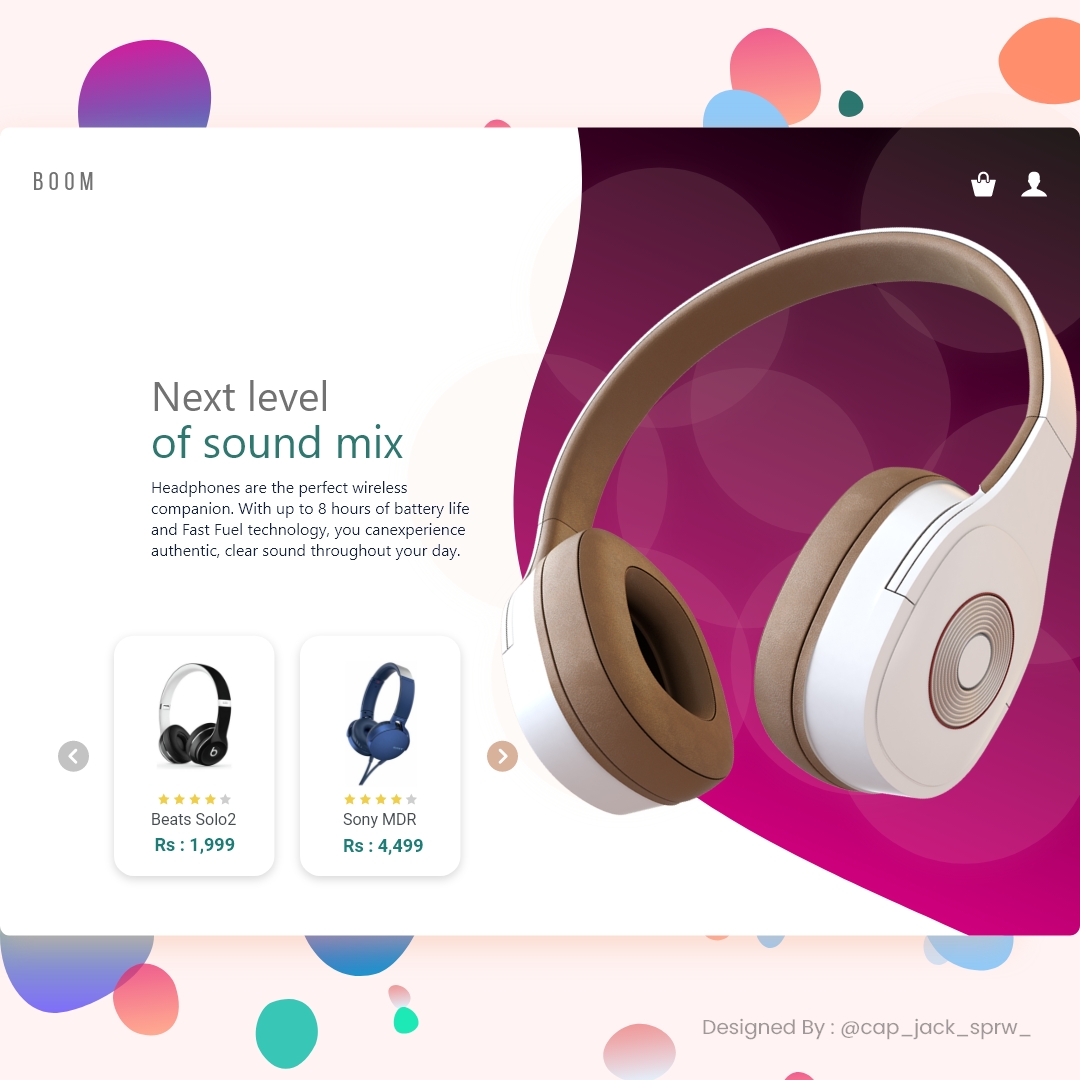 BOOM
Next level
of sound mix
Headphones are the perfect wireless
companion. With up to 8 hours of battery life
and Fast Fuel technology, you canexperience
authentic, clear sound throughout your day.
Beats Solo2
Rs : 1,999
Sony MDR
Rs : 4,499
Designed By : @cap_jack_sprw_